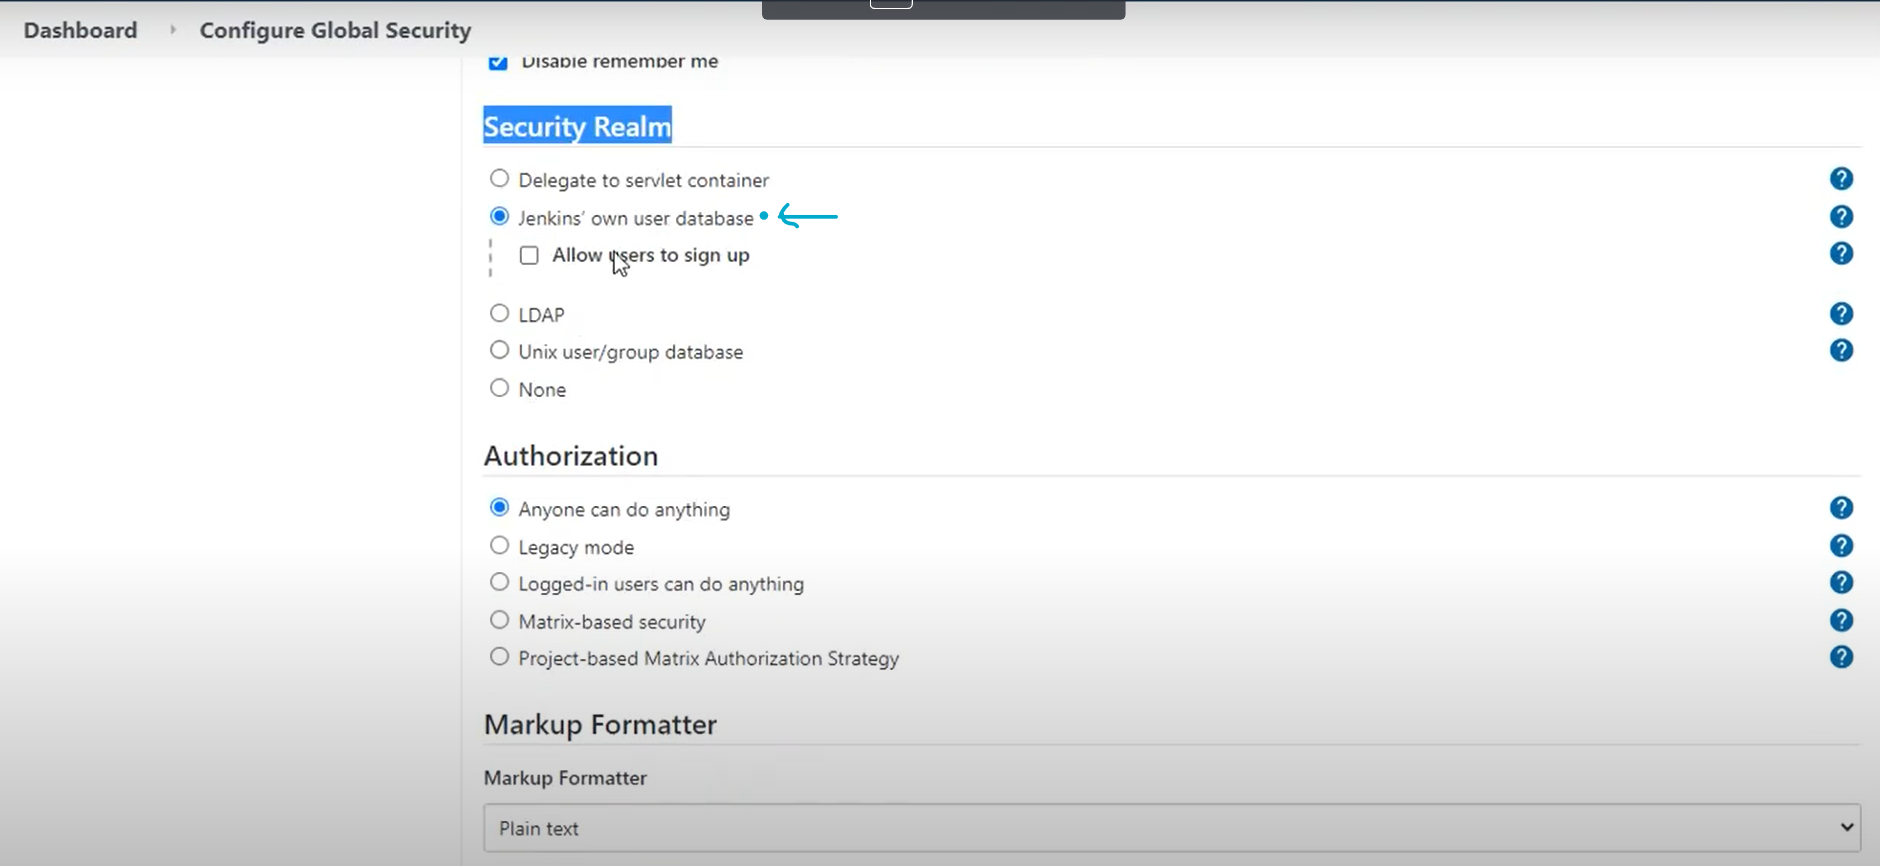 Dashboard
Configure Global Security
Disable remember me
Security Realm
Delegate to servlet container
Jenkins’ own user database
Allow users to sign up
LDAP
Unix user/group database
None
Authorization
Anyone can do anything
Legacy mode
Logged-in users can do anything
Matrix-based security
Project-based Matrix Authorization Strategy
Markup Formatter
Markup Formatter
Plain text